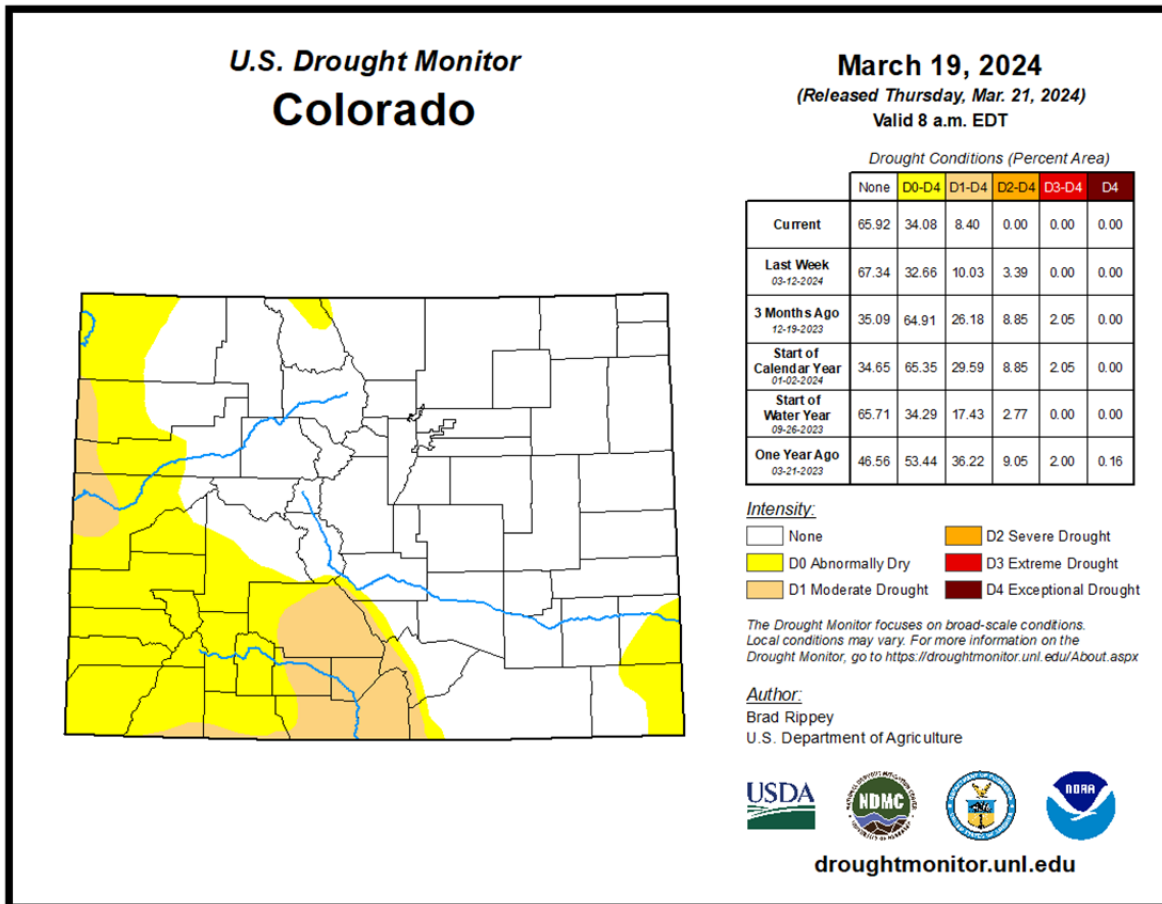 U.S. Drought Monitor
Colorado
March 19, 2024
(Released Thursday, Mar. 21, 2024)
Valid 8 a.m. EDT
Drought Conditions (Percent Area)
None D0-D4 D1-D4 D2-D4 D3-D4 D4
Current 65.92 34.08 8.40 0.00 0.00 0.00
Last Week
03-12-2024 67.34 32.66 10.03 3.39 0.00 0.00
3 Months Ago
12-19-2023 35.09 64.91 26.18 8.85 2.05 0.00
Start of
Calendar Year
01-02-2024 34.65 65.35 29.59 8.85 2.05 0.00
Start of
Water Year
09-26-2023 65.71 34.29 17.43 2.77 0.00 0.00
One Year Ago
03-21-2023 46.56 53.44 36.22 9.05 2.00 0.16
Intensity:
None
D0 Abnormally Dry
D1 Moderate Drought
D2 Severe Drought
D3 Extreme Drought
D4 Exceptional Drought
The Drought Monitor focuses on broad-scale conditions.
Local conditions may vary. For more information on the
Drought Monitor, go to https://droughtmonitor.unl.edu/About.aspx
Author:
Brad Rippey
U.S. Department of Agriculture
USDA
NDMC
NOAA
droughtmonitor.unl.edu